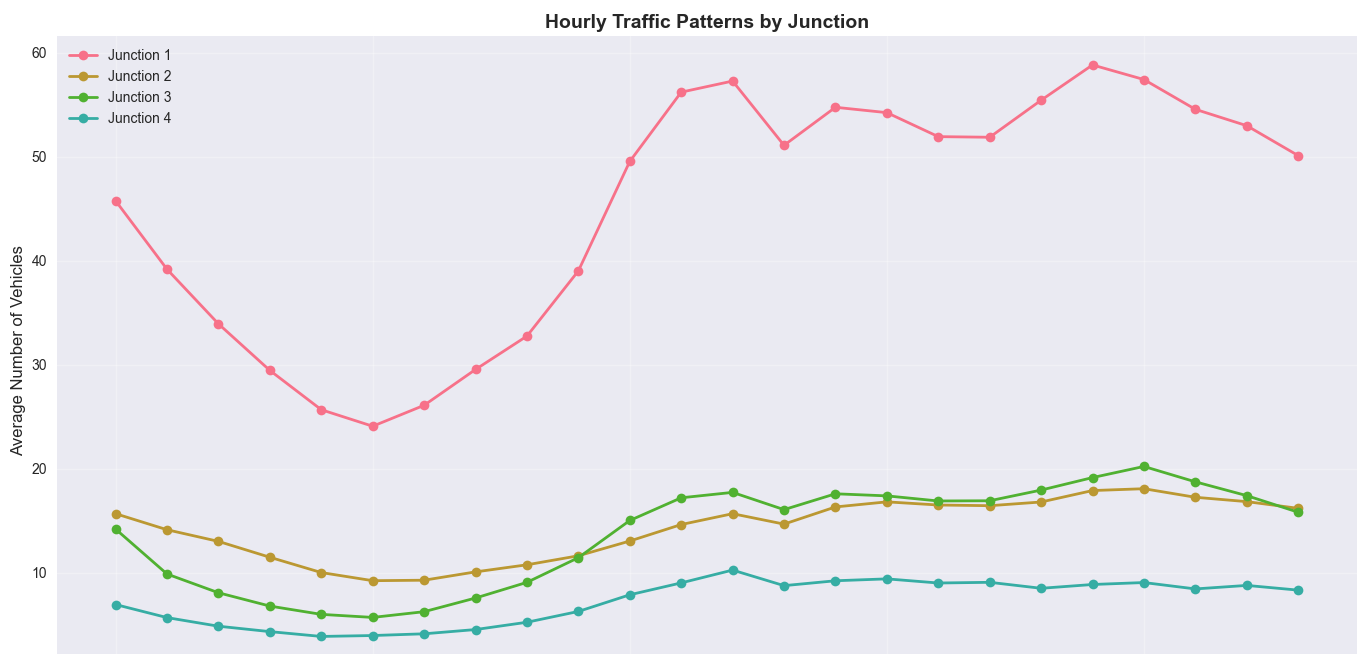 Hourly Traffic Patterns by Junction
Junction 1
Junction 2
Junction 3
Junction 4
60
50
40
30
20
10
Average Number of Vehicles